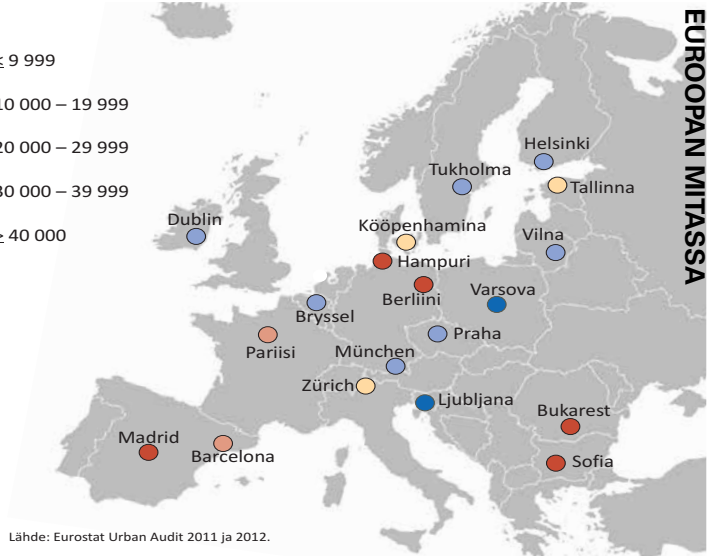 EUROOPAN MITASSA
≤ 9 999
10 000 – 19 999
20 000 – 29 999
30 000 – 39 999
≥ 40 000
Helsinki
Tukholma
Tallinna
Dublin
Kööpenhamina
Vilna
Hampuri
Berliini
Varsova
Bryssel
Praha
Pariisi
München
Zürich
Ljubljana
Bukarest
Madrid
Barcelona
Sofia
Lähde: Eurostat Urban Audit 2011 ja 2012.